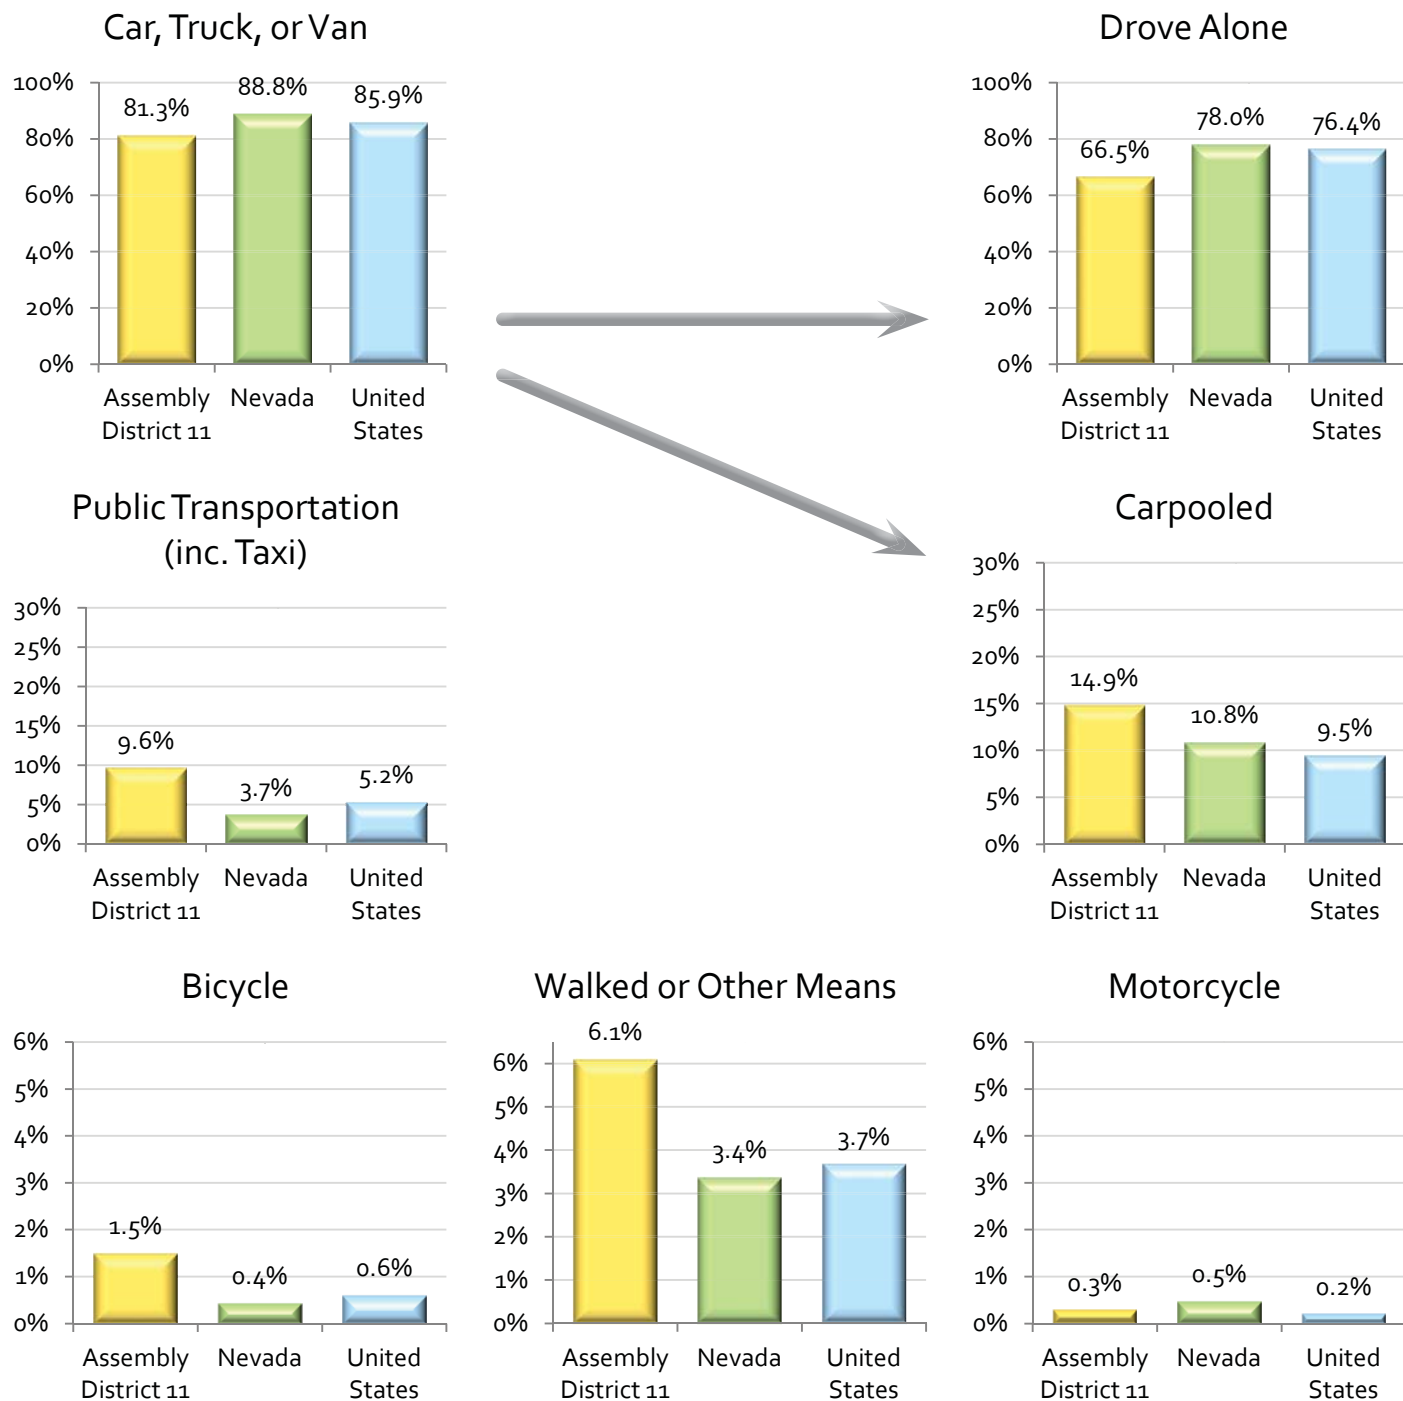 Car, Truck, or Van
100%
80%
60%
40%
20%
0%
81.3%
88.8%
85.9%
Assembly
District 11
Nevada
United
States
Drove Alone
100%
80%
60%
40%
20%
0%
66.5%
78.0%
76.4%
Assembly
District 11
Nevada
United
States
Public Transportation
(inc. Taxi)
30%
25%
20%
15%
10%
5%
0%
9.6%
3.7%
5.2%
Assembly
District 11
Nevada
United
States
Carpooled
30%
25%
20%
15%
10%
5%
0%
14.9%
10.8%
9.5%
Assembly
District 11
Nevada
United
States
Bicycle
6%
5%
4%
3%
2%
1%
0%
1.5%
0.4%
0.6%
Assembly
District 11
Nevada
United
States
Walked or Other Means
6%
5%
4%
3%
2%
1%
0%
6.1%
3.4%
3.7%
Assembly
District 11
Nevada
United
States
Motorcycle
6%
5%
4%
3%
2%
1%
0%
0.3%
0.5%
0.2%
Assembly
District 11
Nevada
United
States